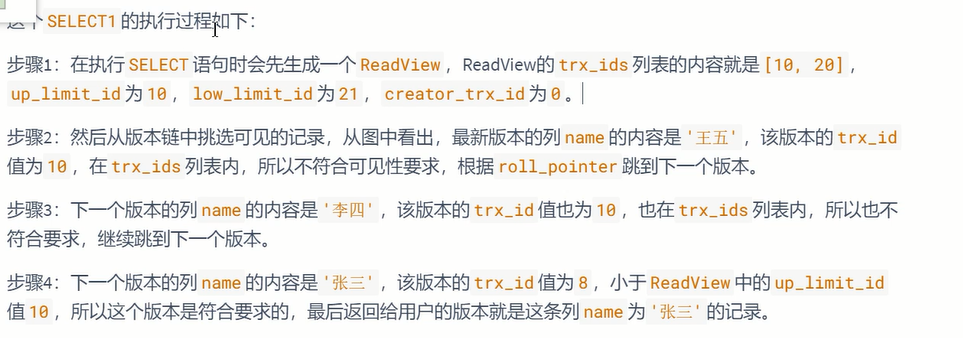 这个 SELECT1 的执行过程如下：
步骤1：在执行 SELECT 语句时会先生成一个 ReadView ，ReadView的 trx_ids 列表的内容就是 [10, 20] ，
up_limit_id 为 10 ， low_limit_id 为 21 ， creator_trx_id 为 0 。
步骤2：然后从版本链中挑选可见的记录，从图中看出，最新版本的列 name 的内容是 '王五' ，该版本的 trx_id
值为 10 ，在 trx_ids 列表内，所以不符合可见性要求，根据 roll_pointer 跳到下一个版本。
步骤3：下一个版本的列 name 的内容是 '李四' ，该版本的 trx_id 值也为 10 ，也在 trx_ids 列表内，所以也不
符合要求，继续跳到下一个版本。
步骤4：下一个版本的列 name 的内容是 '张三' ，该版本的 trx_id 值为 8 ，小于 ReadView 中的 up_limit_id
值 10 ，所以这个版本是符合要求的，最后返回给用户的版本就是这条列 name 为 '张三' 的记录。